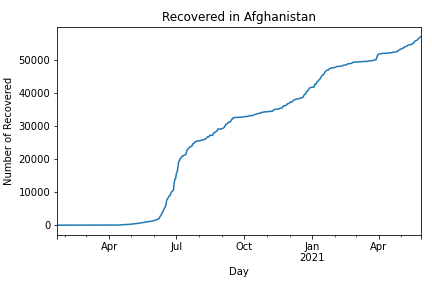 Recovered in Afghanistan
Number of Recovered
50000
40000
30000
20000
10000
0
Apr
Jul
Oct
Jan
2021
Apr
Day